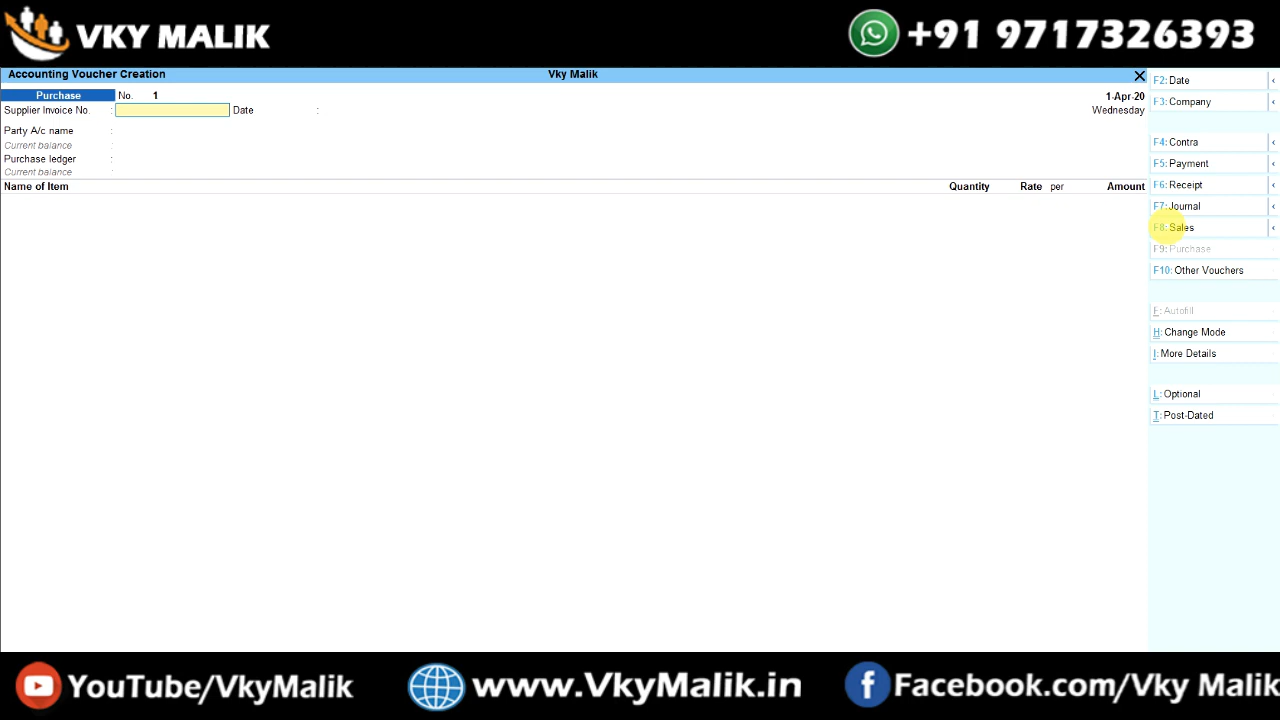 VKY MALIK
+91 9717326393
Accounting Voucher Creation Vky Malik
Purchase No. 1 1-Apr-20
Supplier Invoice No. : Date : Wednesday
Party A/c name :
Current balance :
Purchase ledger :
Current balance :
Name of Item Quantity Rate per Amount
F2: Date
F3: Company
F4: Contra
F5: Payment
F6: Receipt
F7: Journal
F8: Sales
F9: Purchase
F10: Other Vouchers
F: Autofill
H: Change Mode
I: More Details
L: Optional
T: Post-Dated
YouTube/VkyMalik www.VkyMalik.in Facebook.com/Vky Malik